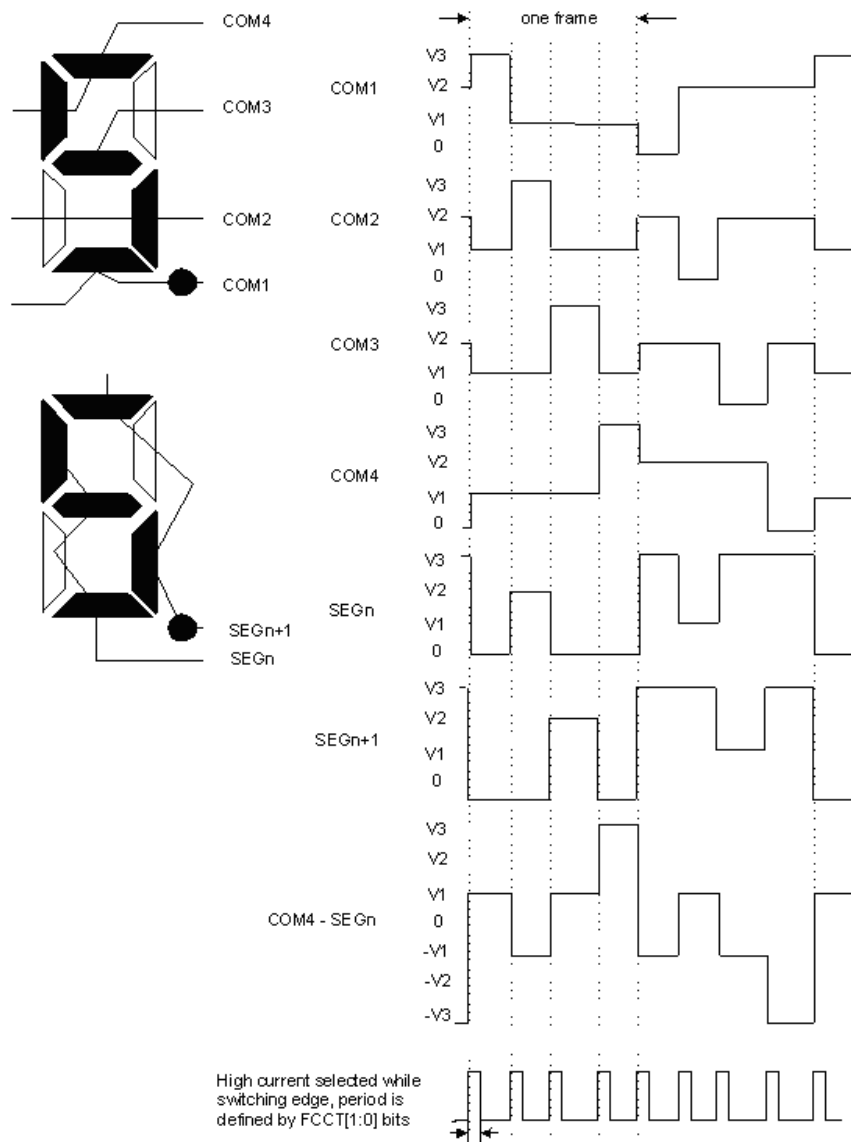 COM4
COM3
COM2
COM1
SEGn+1
SEGn
one frame
COM1
V3
V2
V1
0
COM2
V3
V2
V1
0
COM3
V3
V2
V1
0
COM4
V3
V2
V1
0
SEGn
V3
V2
V1
0
SEGn+1
V3
V2
V1
0
COM4 - SEGn
V3
V2
V1
0
-V1
-V2
-V3
High current selected while
switching edge, period is
defined by FCCT[1:0] bits